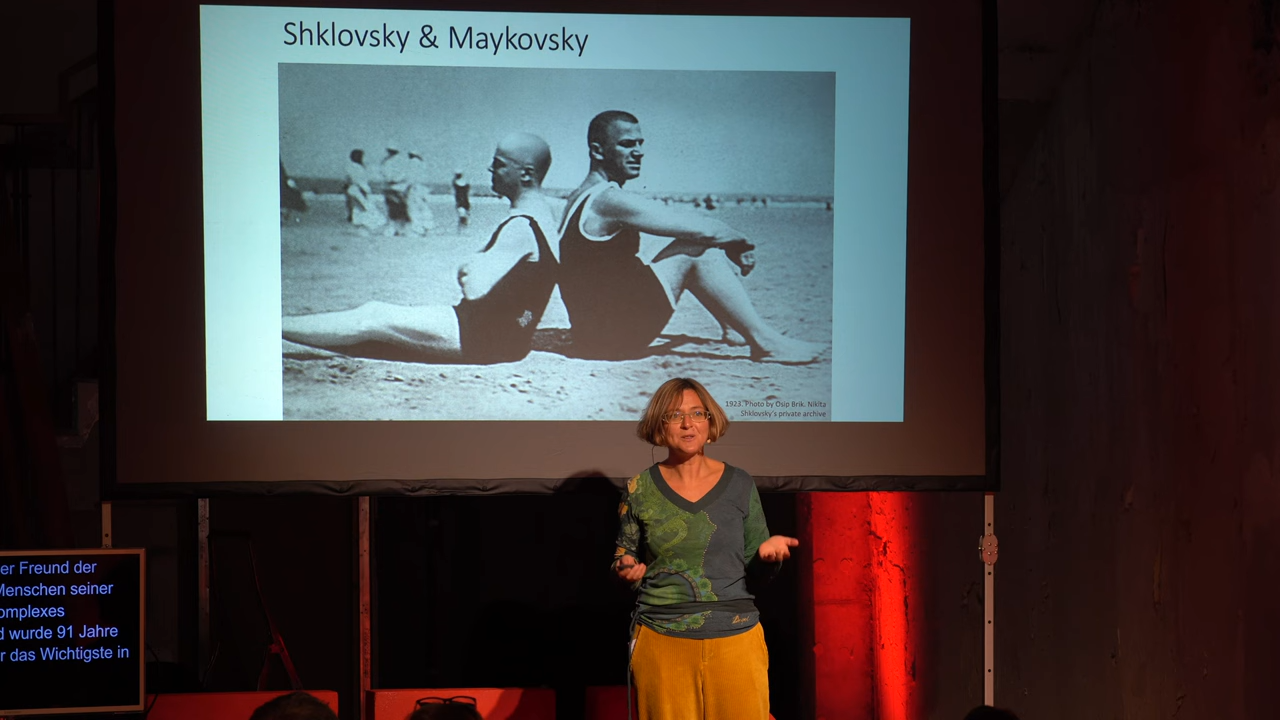 Shklovsky & Maykovsky
1923. Photo by Osip Brik. Nikita
Shklovsky's private archive
er Freund der
Menschen seiner
omplexes
d wurde 91 Jahre
r das Wichtigste in